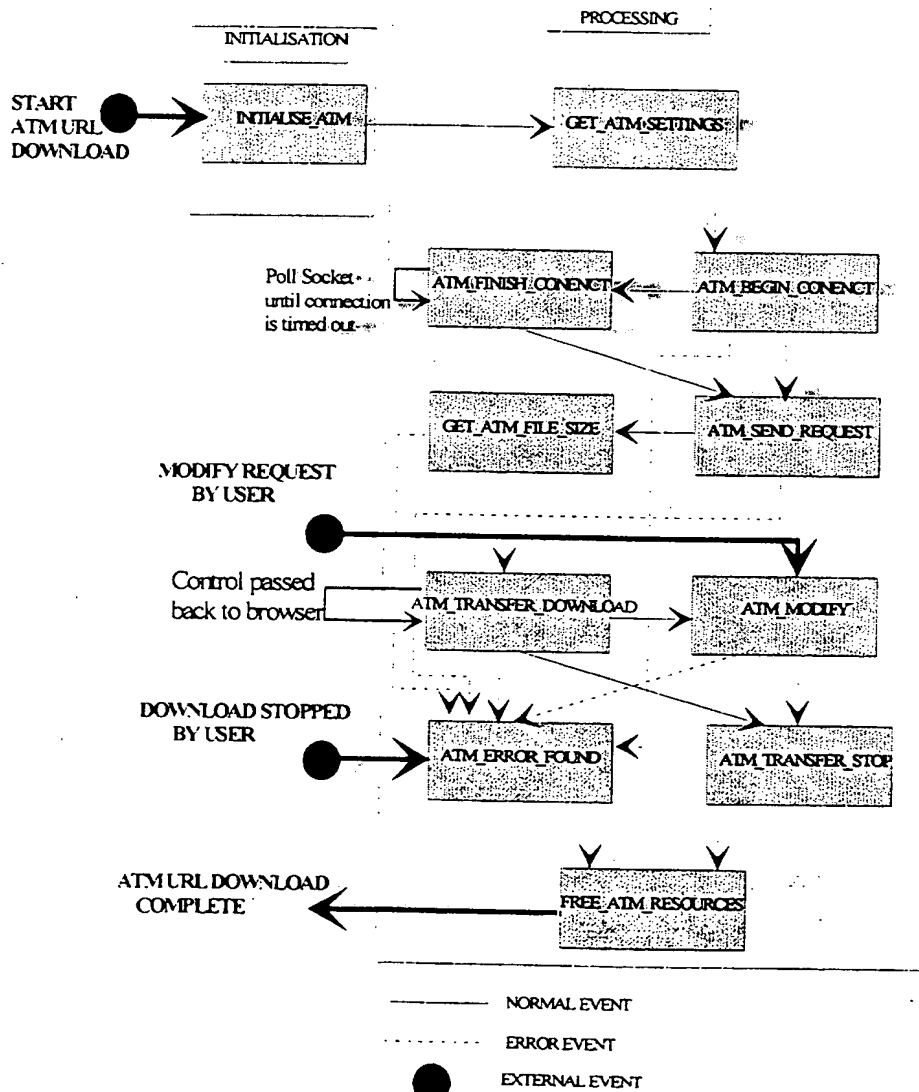 PROCESSING
INITIALISATION
START
ATM URL
DOWNLOAD
INITIALISE_ATM
GET_ATM_SETTINGS
Poll Socket
until connection
is timed out
ATM_FINISH_CONENCT
ATM_BEGIN_CONENCT
GET_ATM_FILE_SIZE
ATM_SEND_REQUEST
MODIFY REQUEST
BY USER
Control passed
back to browser
ATM_TRANSFER_DOWNLOAD
ATM_MODIFY
DOWNLOAD STOPPED
BY USER
ATM_ERROR_FOUND
ATM_TRANSFER_STOP
ATM URL DOWNLOAD
COMPLETE
FREE_ATM_RESOURCES
NORMAL EVENT
ERROR EVENT
EXTERNAL EVENT